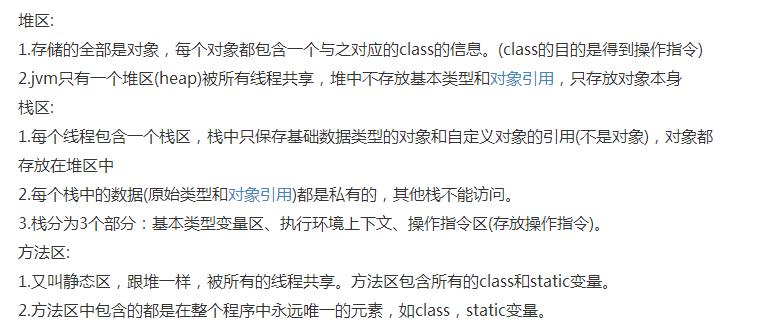 堆区:
1.存储的全部是对象，每个对象都包含一个与之对应的class的信息。(class的目的是得到操作指令)
2.jvm只有一个堆区(heap)被所有线程共享，堆中不存放基本类型和对象引用，只存放对象本身
栈区:
1.每个线程包含一个栈区，栈中只保存基础数据类型的对象和自定义对象的引用(不是对象)，对象都
存放在堆区中
2.每个栈中的数据(原始类型和对象引用)都是私有的，其他栈不能访问。
3.栈分为3个部分：基本类型变量区、执行环境上下文、操作指令区(存放操作指令)。
方法区:
1.又叫静态区，跟堆一样，被所有的线程共享。方法区包含所有的class和static变量。
2.方法区中包含的都是在整个程序中永远唯一的元素，如class，static变量。